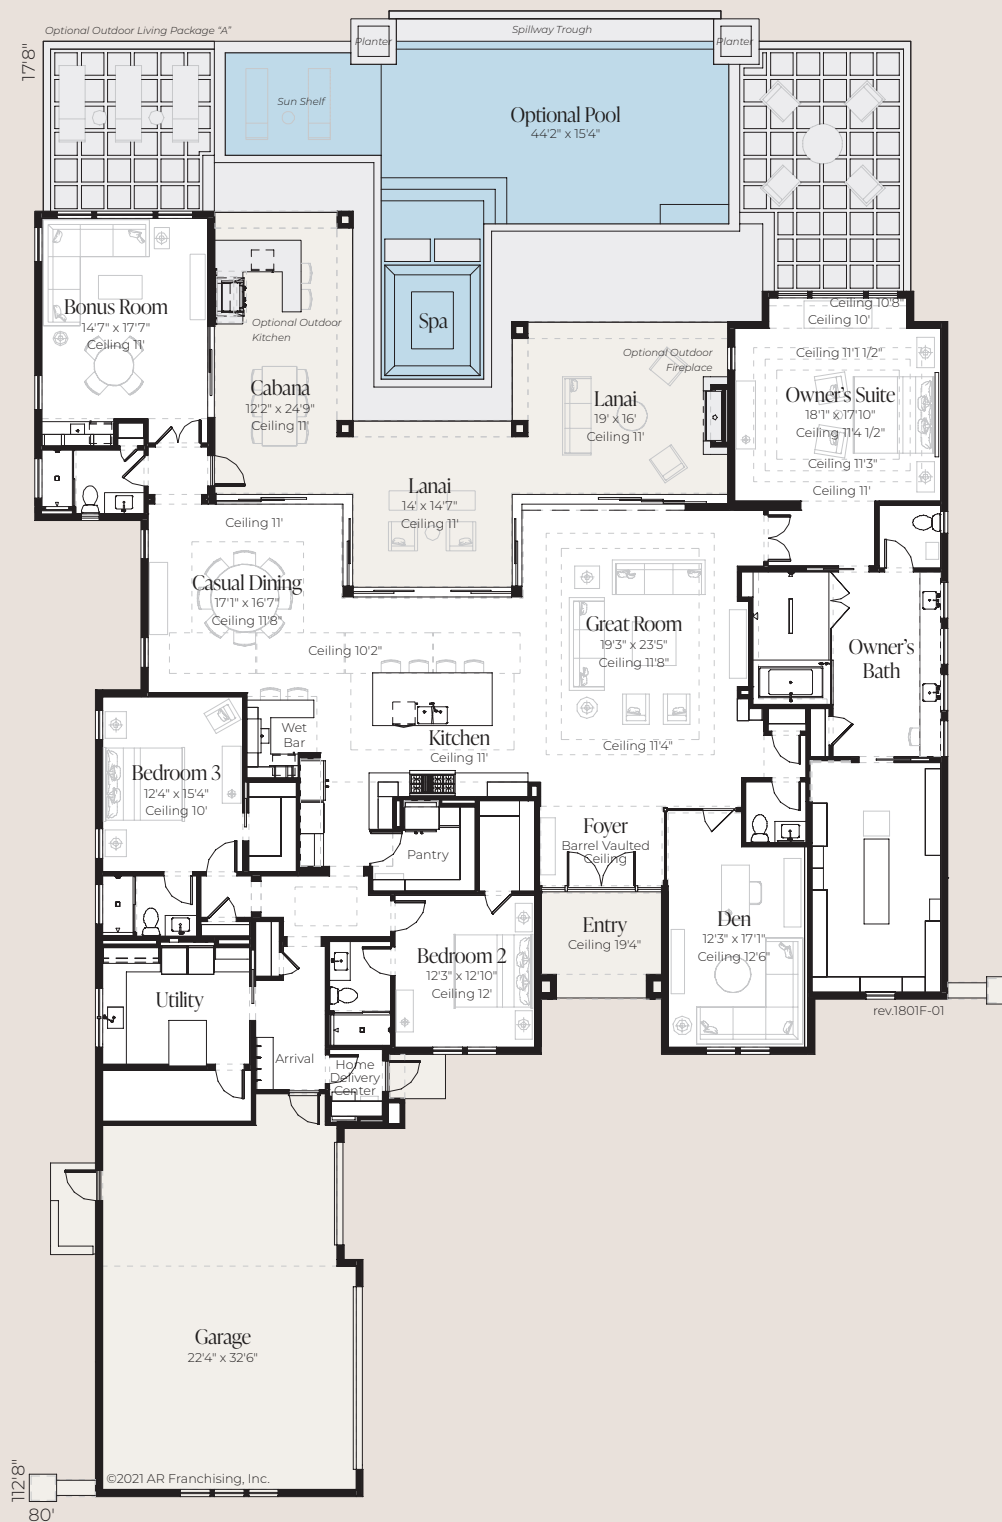 Optional Outdoor Living Package “A”
17'8"
Planter
Spillway Trough
Planter
Sun Shelf
Optional Pool
44'2" x 15'4"
Bonus Room
14'7" x 17'7"
Ceiling 11'
Optional Outdoor
Kitchen
Spa
Cabana
12'2" x 24'9"
Ceiling 11'
Optional Outdoor
Fireplace
Lanai
19' x 16'
Ceiling 11'
Ceiling 10'8"
Ceiling 10'
Ceiling 11'1 1/2"
Owner's Suite
18'1" x 17'10"
Ceiling 11'4 1/2"
Ceiling 11'3"
Ceiling 11'
Lanai
14' x 14'7"
Ceiling 11'
Ceiling 11'
Casual Dining
17'1" x 16'7"
Ceiling 11'8"
Ceiling 10'2"
Great Room
19'3" x 23'5"
Ceiling 11'8"
Ceiling 11'4"
Owner's
Bath
Wet
Bar
Kitchen
Ceiling 11'
Bedroom 3
12'4" x 15'4"
Ceiling 10'
Pantry
Foyer
Barrel Vaulted
Ceiling
Entry
Ceiling 19'4"
Den
12'3" x 17'1"
Ceiling 12'6"
Bedroom 2
12'3" x 12'10"
Ceiling 12'
Utility
rev.1801F-01
Arrival
Home
Delivery
Center
Garage
22'4" x 32'6"
©2021 AR Franchising, Inc.
112'8"
80'